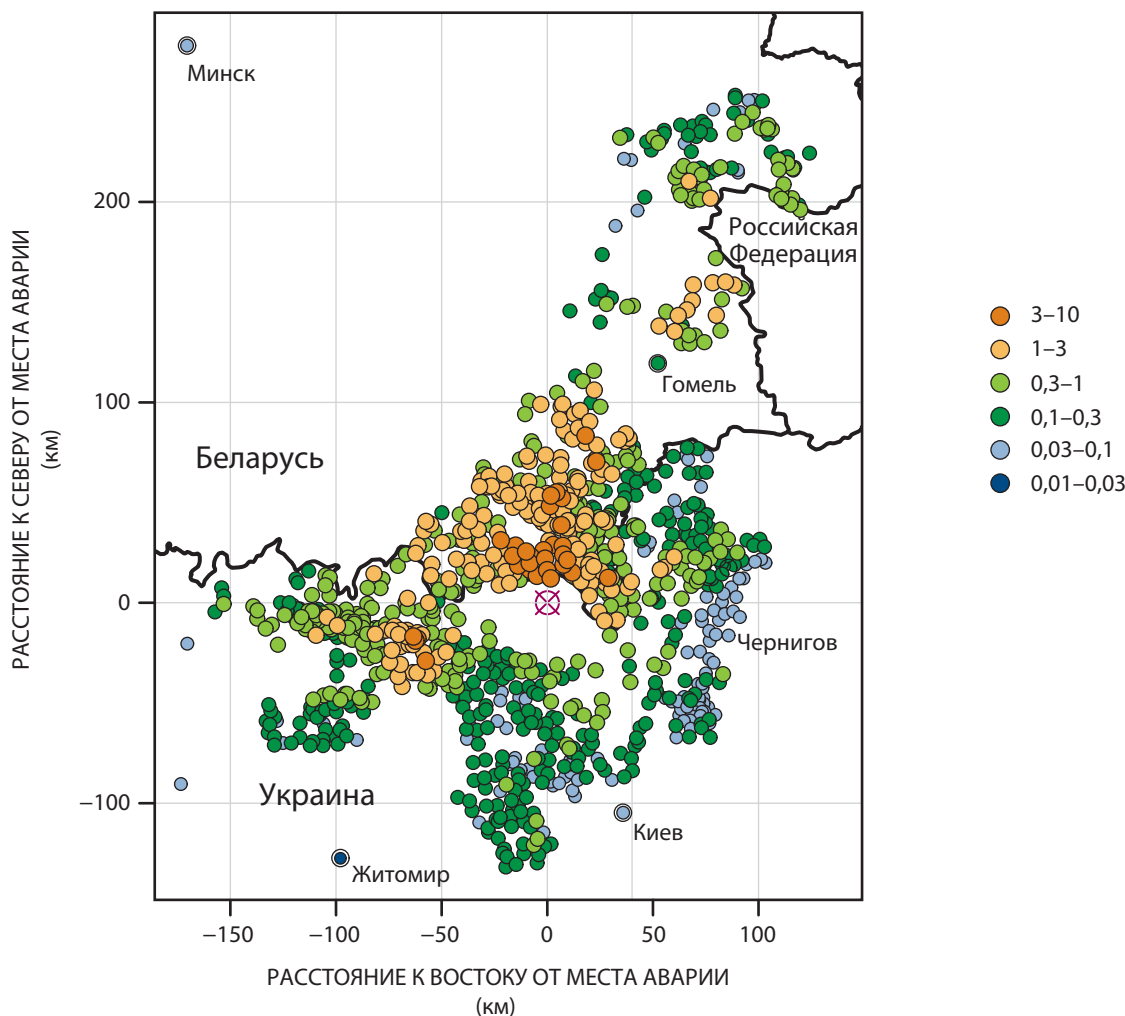 Минск
200
Российская
Федерация
РАССТОЯНИЕ К СЕВЕРУ ОТ МЕСТА АВАРИИ
(км)
3–10
1–3
0,3–1
0,1–0,3
0,03–0,1
0,01–0,03
Гомель
100
Беларусь
0
Чернигов
Украина
−100
Киев
Житомир
−150
−100
−50
0
50
100
РАССТОЯНИЕ К ВОСТОКУ ОТ МЕСТА АВАРИИ
(км)